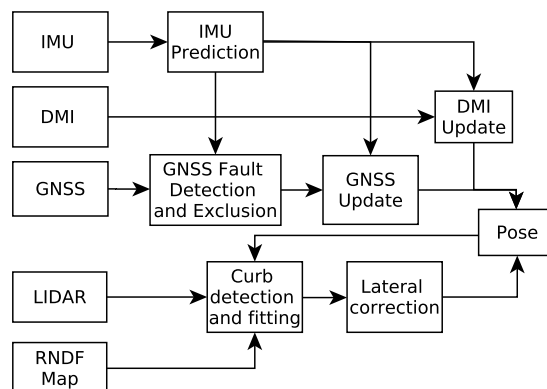 IMU
IMU
Prediction
DMI
DMI
Update
GNSS
GNSS Fault
Detection
and Exclusion
GNSS
Update
Pose
LIDAR
Curb
detection
and fitting
Lateral
correction
RNDF
Map